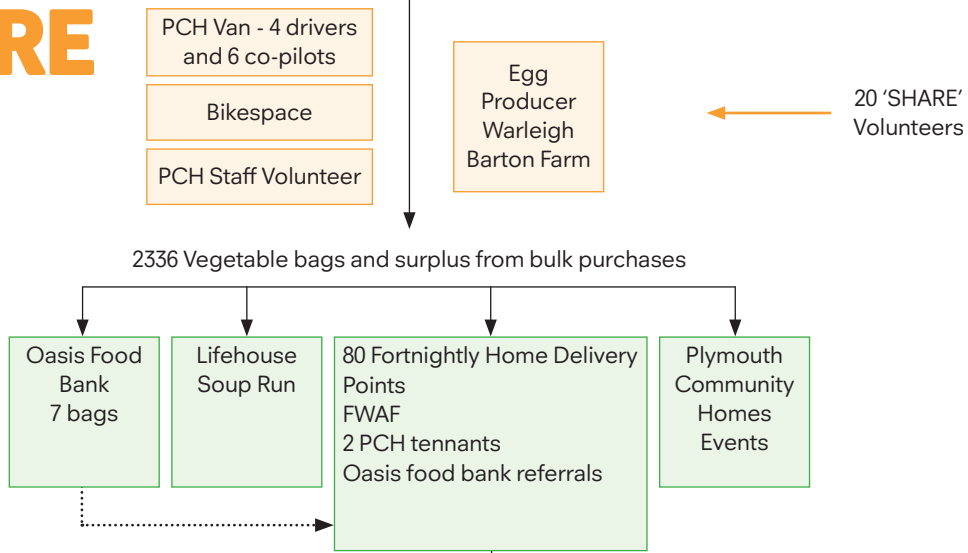 RE
PCH Van - 4 drivers
and 6 co-pilots
Bikespace
PCH Staff Volunteer
Egg
Producer
Warleigh
Barton Farm
20 ‘SHARE’
Volunteers
2336 Vegetable bags and surplus from bulk purchases
Oasis Food
Bank
7 bags
Lifehouse
Soup Run
80 Fortnightly Home Delivery
Points
FWAF
2 PCH tennants
Oasis food bank referrals
Plymouth
Community
Homes
Events